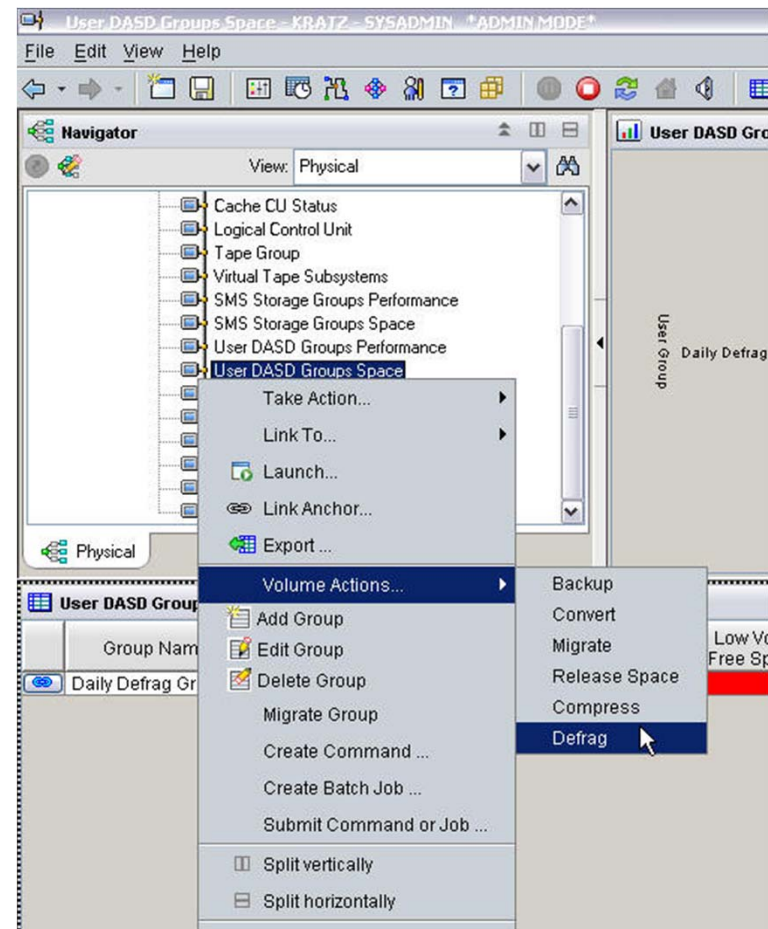 User DASD Groups Space - KRATZ - SYSADMIN *ADMIN MODE*
File Edit View Help
Navigator
View: Physical
Cache CU Status
Logical Control Unit
Tape Group
Virtual Tape Subsystems
SMS Storage Groups Performance
SMS Storage Groups Space
User DASD Groups Performance
User DASD Groups Space
Physical
User DASD Gro
User Group
Daily Defrag
Take Action...
Link To...
Launch...
Link Anchor...
Export ...
Volume Actions...
Add Group
Edit Group
Delete Group
Migrate Group
Create Command ...
Create Batch Job ...
Submit Command or Job ...
Split vertically
Split horizontally
Backup
Convert
Migrate
Release Space
Compress
Defrag
User DASD Group
Group Nam
Low Vo
Free Sp
Daily Defrag Gr